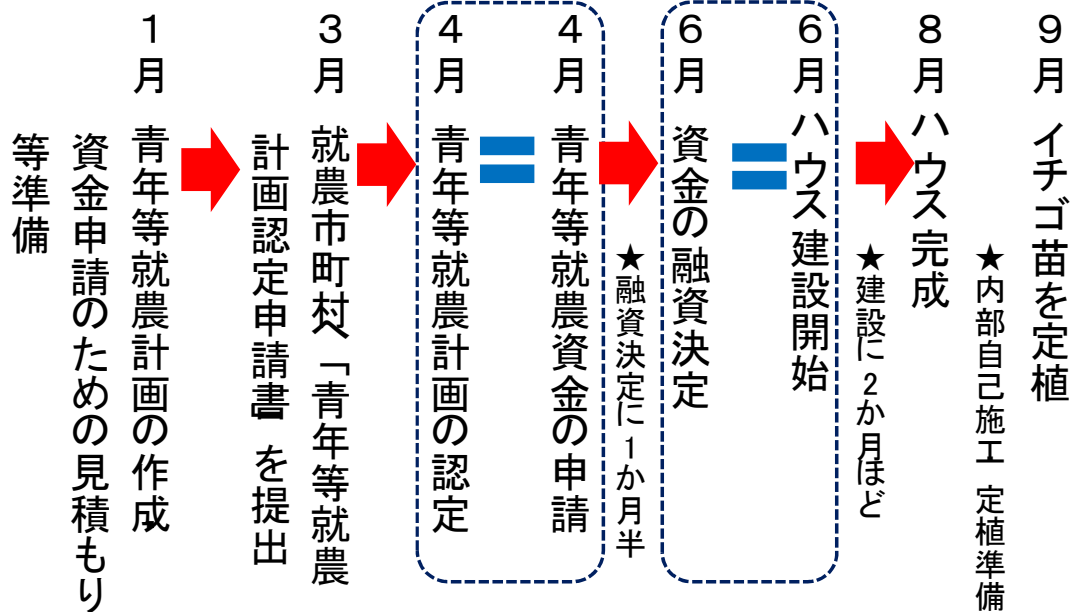 1月
青年等就農計画の作成、
資金申請のための見積もり
等準備
3月
就農市町村へ「青年等就農
計画認定申請書」を提出
4月
青年等就農計画の認定
4月
青年等就農資金の申請
★融資決定に1か月半
6月
資金の融資決定
6月
ハウス建設開始
★建設に2か月ほど
8月
ハウス完成
★内部自己施工 定植準備
9月
イチゴ苗を定植